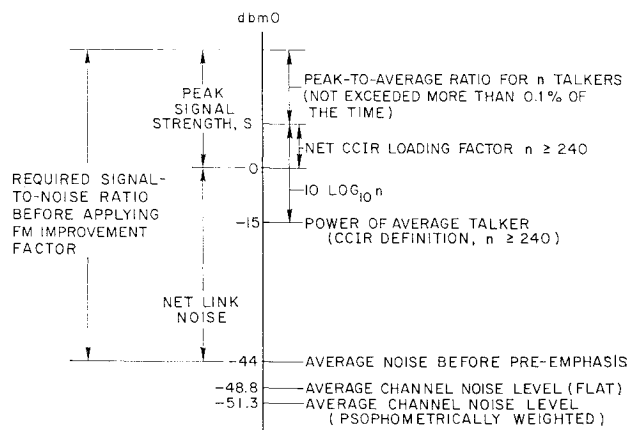 dbmO
PEAK
SIGNAL
STRENGTH, S
PEAK-TO-AVERAGE RATIO FOR n TALKERS
(NOT EXCEEDED MORE THAN 0.1% OF
THE TIME)
NET CCIR LOADING FACTOR n ≥ 240
0
REQUIRED SIGNAL-
TO-NOISE RATIO
BEFORE APPLYING
FM IMPROVEMENT
FACTOR
10 LOG10 n
-15
POWER OF AVERAGE TALKER
(CCIR DEFINITION, n ≥ 240)
NET LINK
NOISE
-44
AVERAGE NOISE BEFORE PRE-EMPHASIS
-48.8
AVERAGE CHANNEL NOISE LEVEL (FLAT)
-51.3
AVERAGE CHANNEL NOISE LEVEL
(PSOPHOMETRICALLY WEIGHTED)